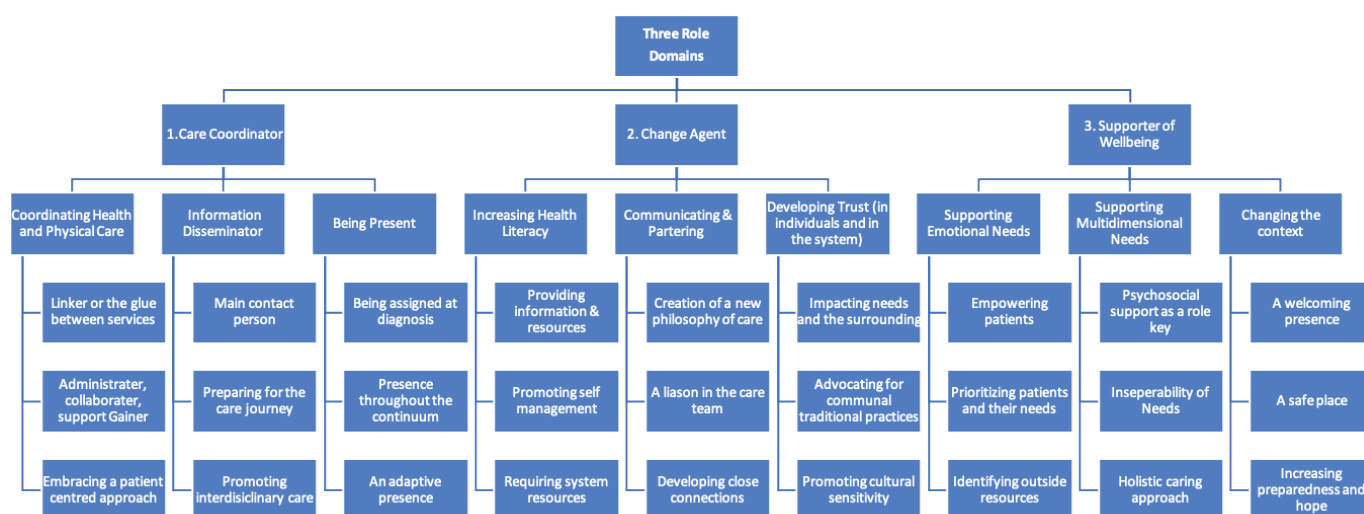 Three Role
Domains
1.Care Coordinator
2. Change Agent
3. Supporter of
Wellbeing
Coordinating Health
and Physical Care
Information
Disseminator
Being Present
Increasing Health
Literacy
Communicating &
Partering
Developing Trust (in
individuals and in
the system)
Supporting
Emotional Needs
Supporting
Multidimensional
Needs
Changing the
context
Linker or the glue
between services
Main contact
person
Being assigned at
diagnosis
Providing
information &
resources
Creation of a new
philosophy of care
Impacting needs
and the surrounding
Empowering
patients
Psychosocial
support as a role
key
A welcoming
presence
Administrater,
collaborater,
support Gainer
Preparing for the
care journey
Presence
throughout the
continuum
Promoting self
management
A liason in the care
team
Advocating for
communal
traditional practices
Prioritizing patients
and their needs
Inseperability of
Needs
A safe place
Embracing a patient
centred approach
Promoting
interdisiclinary care
An adaptive
presence
Requiring system
resources
Developing close
connections
Promoting cultural
sensitivity
Identifying outside
resources
Holistic caring
approach
Increasing
preparedness and
hope